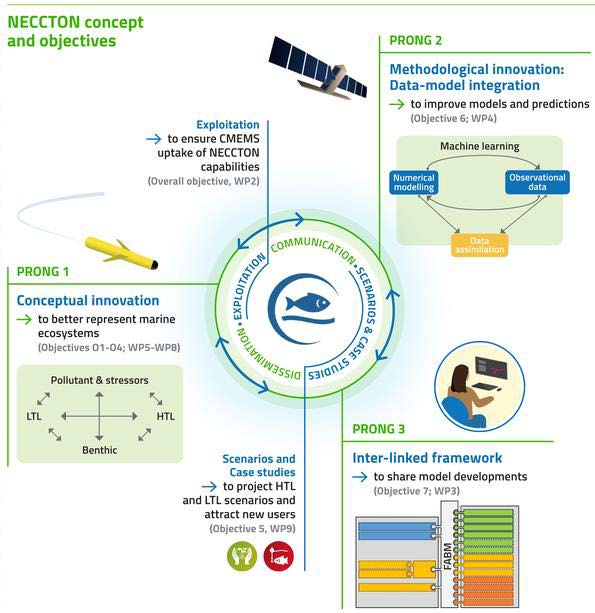 NECCTON concept
and objectives
PRONG 2
Methodological innovation:
Data-model integration
→ to improve models and predictions
(Objective 6; WP4)
Machine learning
Numerical
modelling
Observational
data
Data
assimilation
Exploitation
→ to ensure CMEMS
uptake of NECCTON
capabilities
(Overall objective, WP2)
PRONG 1
Conceptual innovation
→ to better represent marine
ecosystems
(Objectives O1-O4; WP5-WP8)
Pollutant & stressors
LTL
HTL
Benthic
COMMUNICATION •
SCENARIOS & CASE STUDIES
DISSEMINATION •
EXPLOITATION
PRONG 3
Inter-linked framework
→ to share model developments
(Objective 7; WP3)
FABM
Scenarios and
Case studies
→ to project HTL
and LTL scenarios and
attract new users
(Objective 5, WP9)